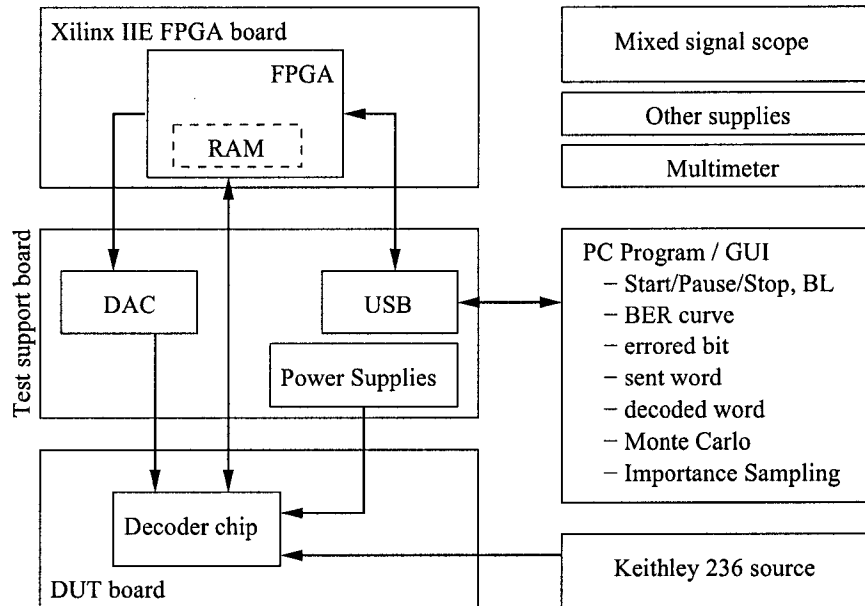 Xilinx IIE FPGA board
FPGA
RAM
Test support board
DAC
USB
Power Supplies
Decoder chip
DUT board
Mixed signal scope
Other supplies
Multimeter
PC Program / GUI
– Start/Pause/Stop, BL
– BER curve
– errored bit
– sent word
– decoded word
– Monte Carlo
– Importance Sampling
Keithley 236 source